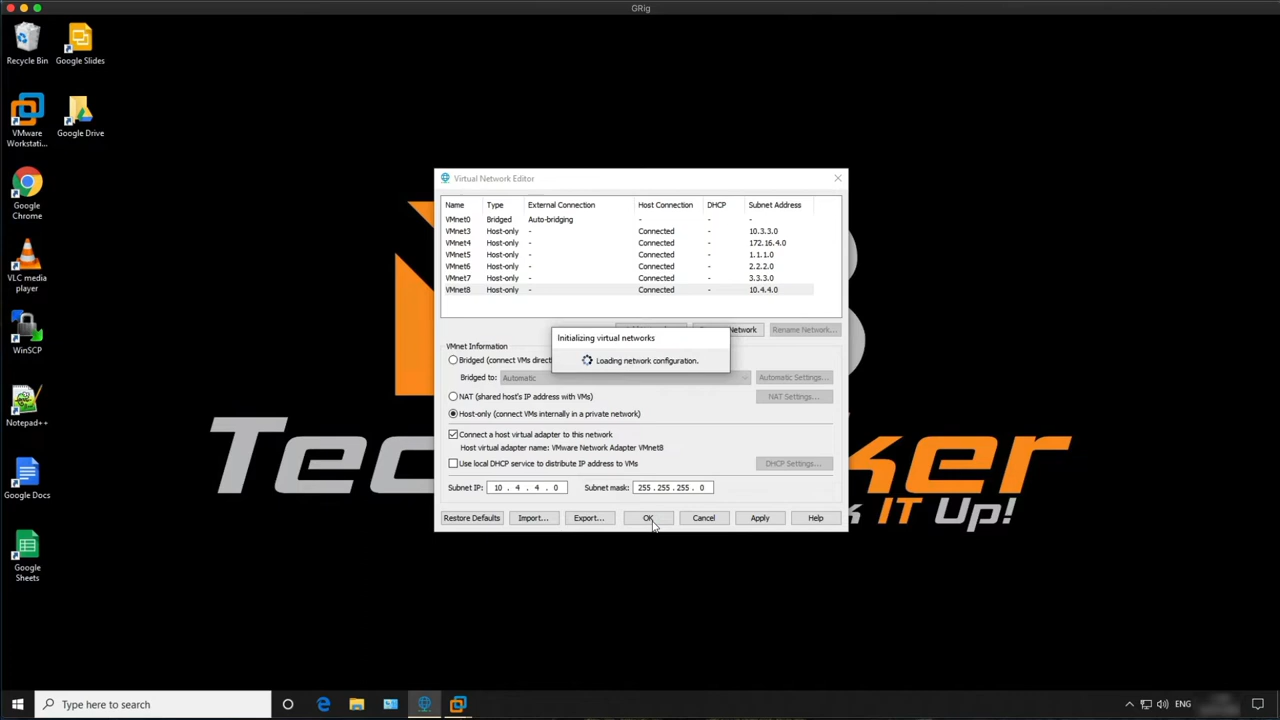 GRig
Recycle Bin
Google Slides
VMware
Workstati...
Google Drive
Google
Chrome
VLC media
player
WinSCP
Notepad++
Google Docs
Google
Sheets
Virtual Network Editor
Name Type External Connection Host Connection DHCP Subnet Address
VMnet0 Bridged Auto-bridging - - -
VMnet3 Host-only - Connected - 10.3.3.0
VMnet4 Host-only - Connected - 172.16.4.0
VMnet5 Host-only - Connected - 1.1.1.0
VMnet6 Host-only - Connected - 2.2.2.0
VMnet7 Host-only - Connected - 3.3.3.0
VMnet8 Host-only - Connected - 10.4.4.0
Network Rename Network...
Initializing virtual networks
Loading network configuration.
VMnet Information
Bridged (connect VMs direct
Bridged to: Automatic Automatic Settings...
NAT (shared host's IP address with VMs) NAT Settings...
Host-only (connect VMs internally in a private network)
Connect a host virtual adapter to this network
Host virtual adapter name: VMware Network Adapter VMnet8
Use local DHCP service to distribute IP address to VMs DHCP Settings...
Subnet IP: 10 . 4 . 4 . 0 Subnet mask: 255 . 255 . 255 . 0
Restore Defaults Import... Export... OK Cancel Apply Help
Tec ker
k IT Up!
Type here to search
ENG